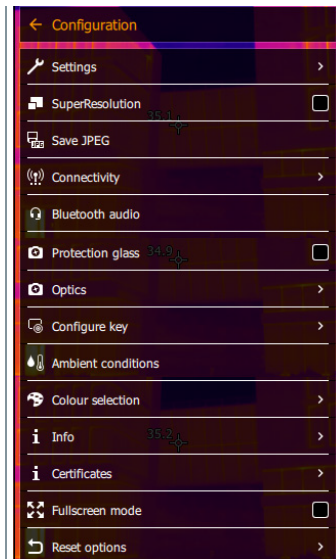 Configuration
Settings
SuperResolution
35.1
Save JPEG
Connectivity
Bluetooth audio
Protection glass 34.9
Optics
Configure key
Ambient conditions
Colour selection
Info 35.2
Certificates
Fullscreen mode
Reset options